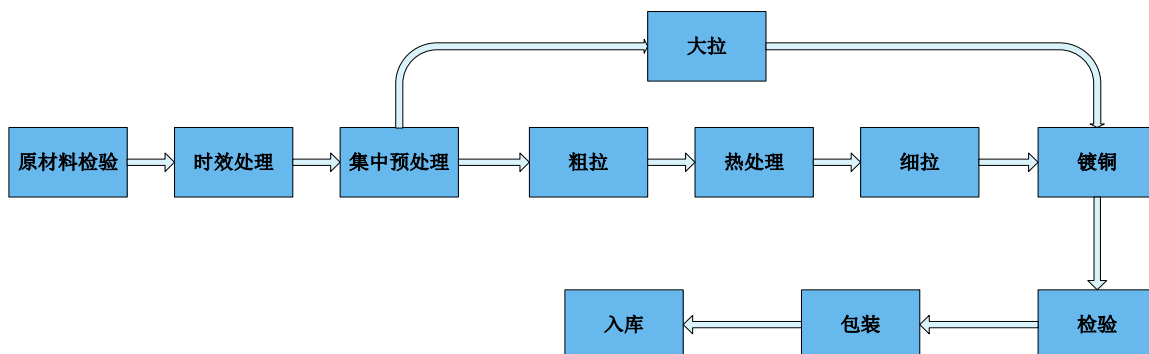 大拉
原材料检验
时效处理
集中预处理
粗拉
热处理
细拉
镀铜
入库
包装
检验